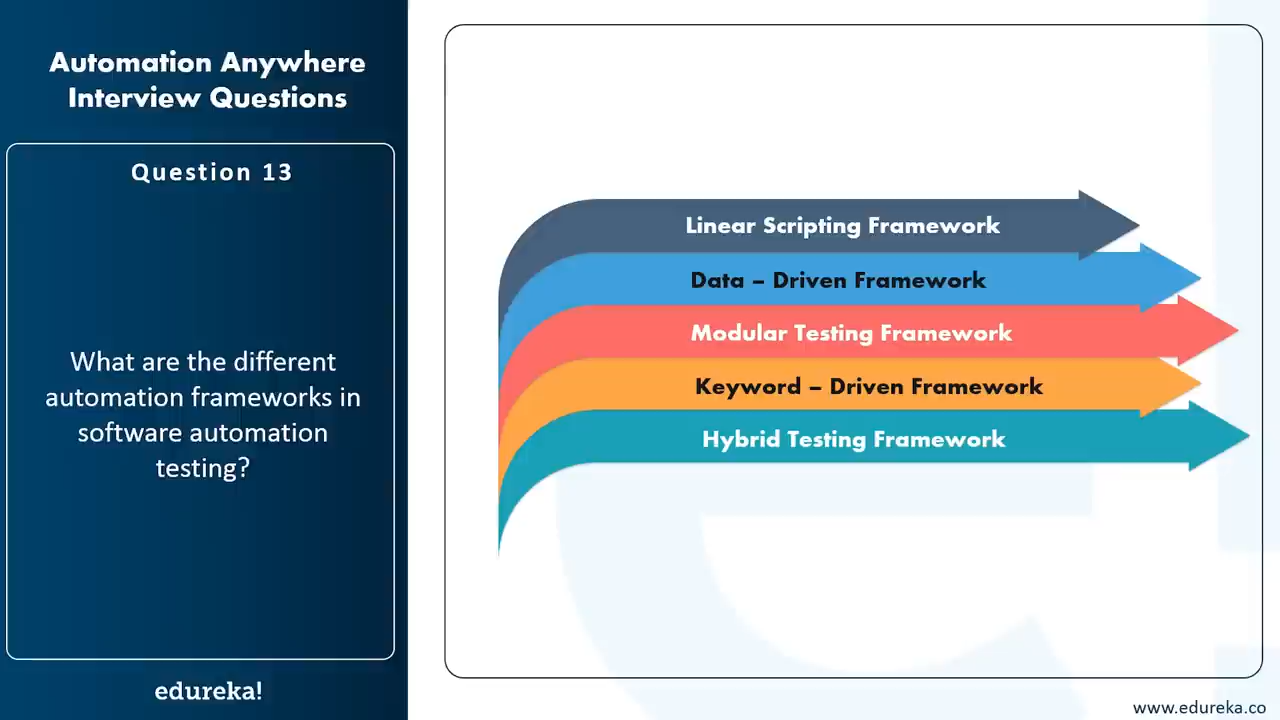 Automation Anywhere
Interview Questions
Question 13
What are the different
automation frameworks in
software automation
testing?
edureka!
Linear Scripting Framework
Data – Driven Framework
Modular Testing Framework
Keyword – Driven Framework
Hybrid Testing Framework
www.edureka.co